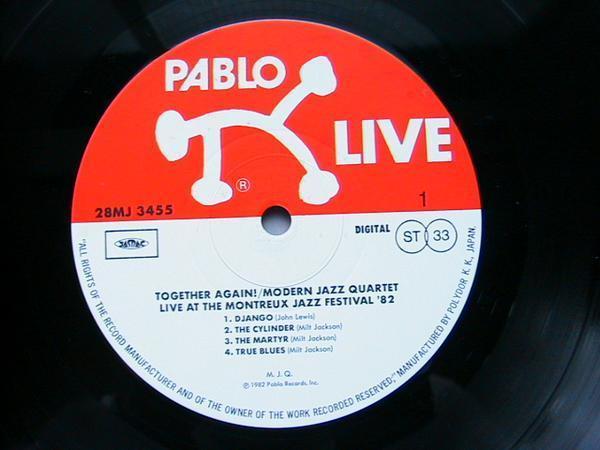 PABLO
LIVE
®
28MJ 3455
1
JASRAC
DIGITAL
ST 33
TOGETHER AGAIN!/MODERN JAZZ QUARTET
LIVE AT THE MONTREUX JAZZ FESTIVAL '82
1. DJANGO (John Lewis)
2. THE CYLINDER (Milt Jackson)
3. THE MARTYR (Milt Jackson)
4. TRUE BLUES (Milt Jackson)
M. J. Q.
℗ 1982 Pablo Records, Inc.
"ALL RIGHTS OF THE RECORD MANUFACTURER AND OF THE OWNER OF THE WORK RECORDED RESERVED," MANUFACTURED BY POLYDOR K. K., JAPAN.